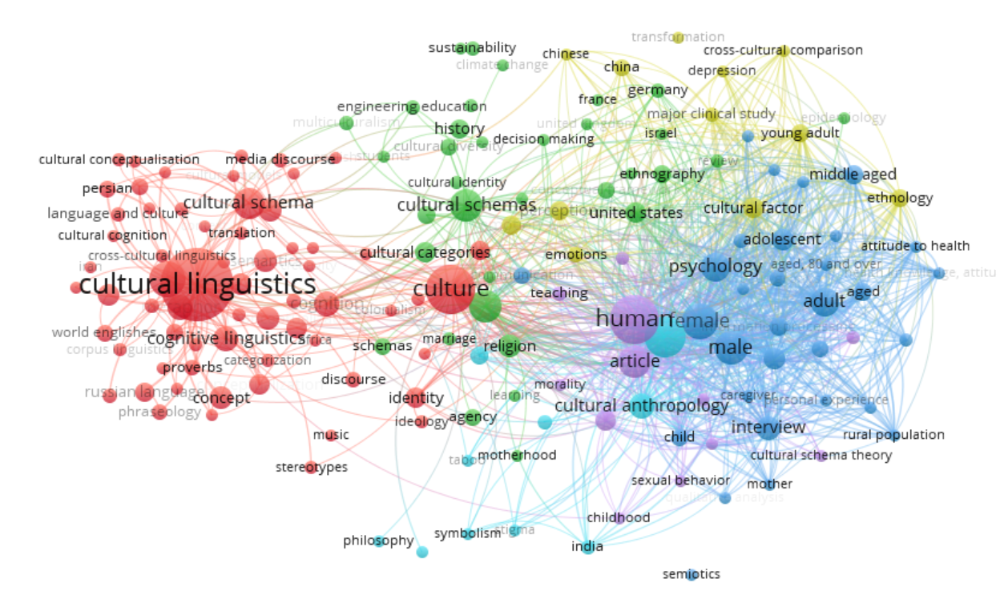 transformation
sustainability
cross-cultural comparison
chinese
climate change
china
depression
germany
france
engineering education
major clinical study
epidemiology
multiculturalism
history
united kingdom
israel
young adult
decision making
cultural diversity
students
cultural conceptualisation
media discourse
review
ethnography
middle aged
cultural identity
persian
ethnology
cultural schema
cultural schemas
perception
united states
cultural factor
language and culture
cultural cognition
translation
adolescent
attitude to health
cross-cultural linguistics
semantics
cultural categories
emotions
psychology
aged, 80 and over
iran
communication
cultural linguistics
culture
teaching
aged
adult
cognition
colonialism
human
female
world englishes
cognitive linguistics
africa
marriage
corpus linguistics
schemas
religion
male
categorization
article
proverbs
discourse
morality
russian language
concept
identity
learning
caregiver
personal experience
cultural anthropology
phraseology
ideology
agency
interview
music
child
rural population
stereotypes
taboo
motherhood
cultural schema theory
sexual behavior
mother
qualitative analysis
childhood
philosophy
symbolism
stigma
india
semiotics